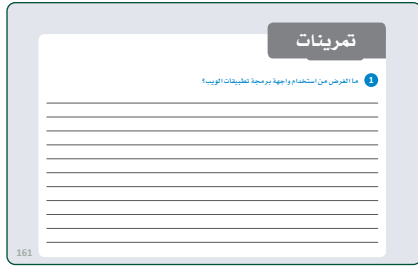 تمرينات
1 ما الغرض من استخدام واجهة برمجة تطبيقات الويب؟
161